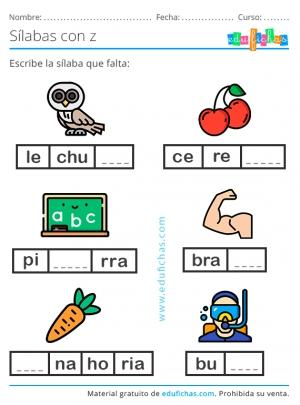 Nombre: .................................... Fecha: ................... Curso: ........
Sílabas con z
edufichas
Escribe la sílaba que falta:
le chu ____
ce re ____
a b c
pi ____ rra
bra ____
____ na ho ria
bu ____
www.edufichas.com
Material gratuito de edufichas.com. Prohibida su venta.